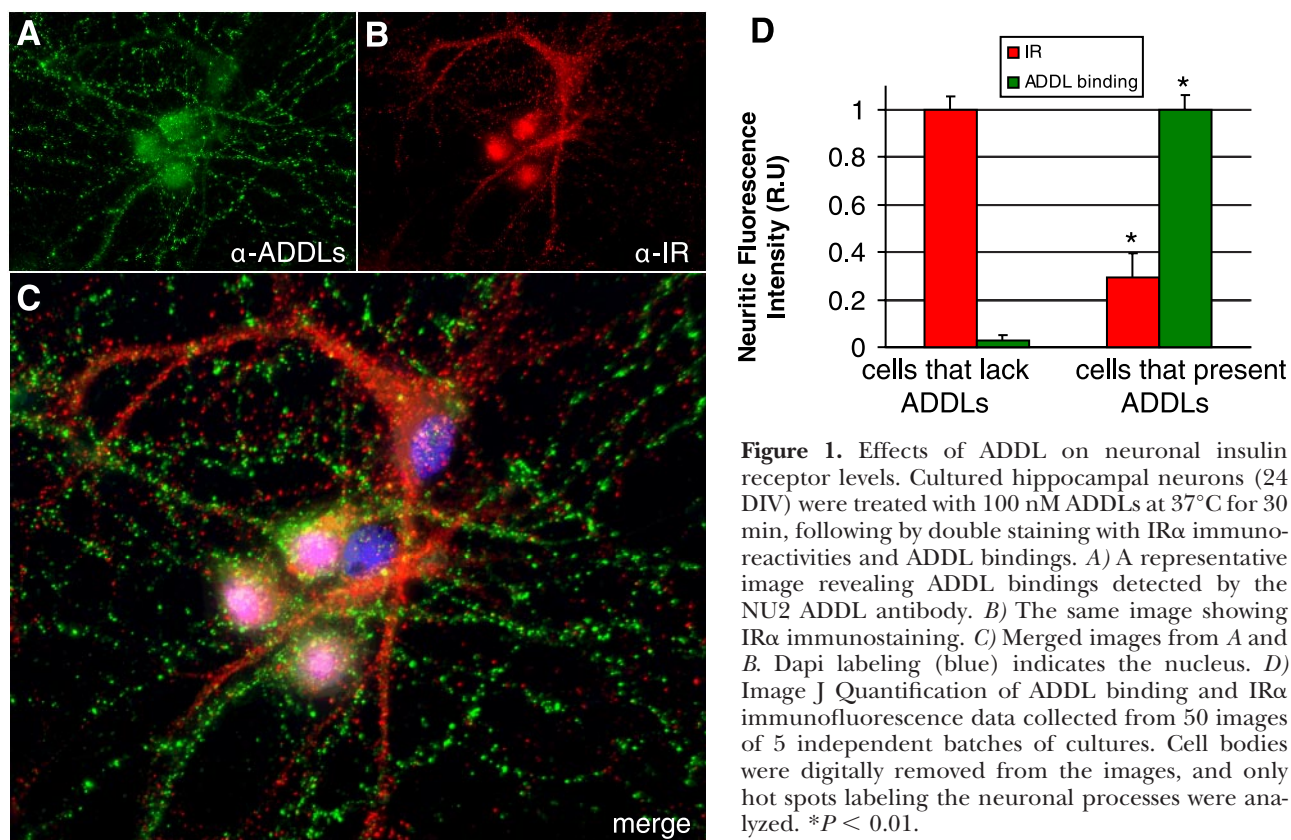 A
α-ADDLs
B
α-IR
C
merge
D
IR
ADDL binding
Neuritic Fluorescence
Intensity (R.U)
1
0.8
0.6
0.4
0.2
0
*
*
cells that lack
ADDLs
cells that present
ADDLs
Figure 1. Effects of ADDL on neuronal insulin
receptor levels. Cultured hippocampal neurons (24
DIV) were treated with 100 nM ADDLs at 37°C for 30
min, following by double staining with IRα immuno-
reactivities and ADDL bindings. A) A representative
image revealing ADDL bindings detected by the
NU2 ADDL antibody. B) The same image showing
IRα immunostaining. C) Merged images from A and
B. Dapi labeling (blue) indicates the nucleus. D)
Image J Quantification of ADDL binding and IRα
immunofluorescence data collected from 50 images
of 5 independent batches of cultures. Cell bodies
were digitally removed from the images, and only
hot spots labeling the neuronal processes were ana-
lyzed. *P < 0.01.